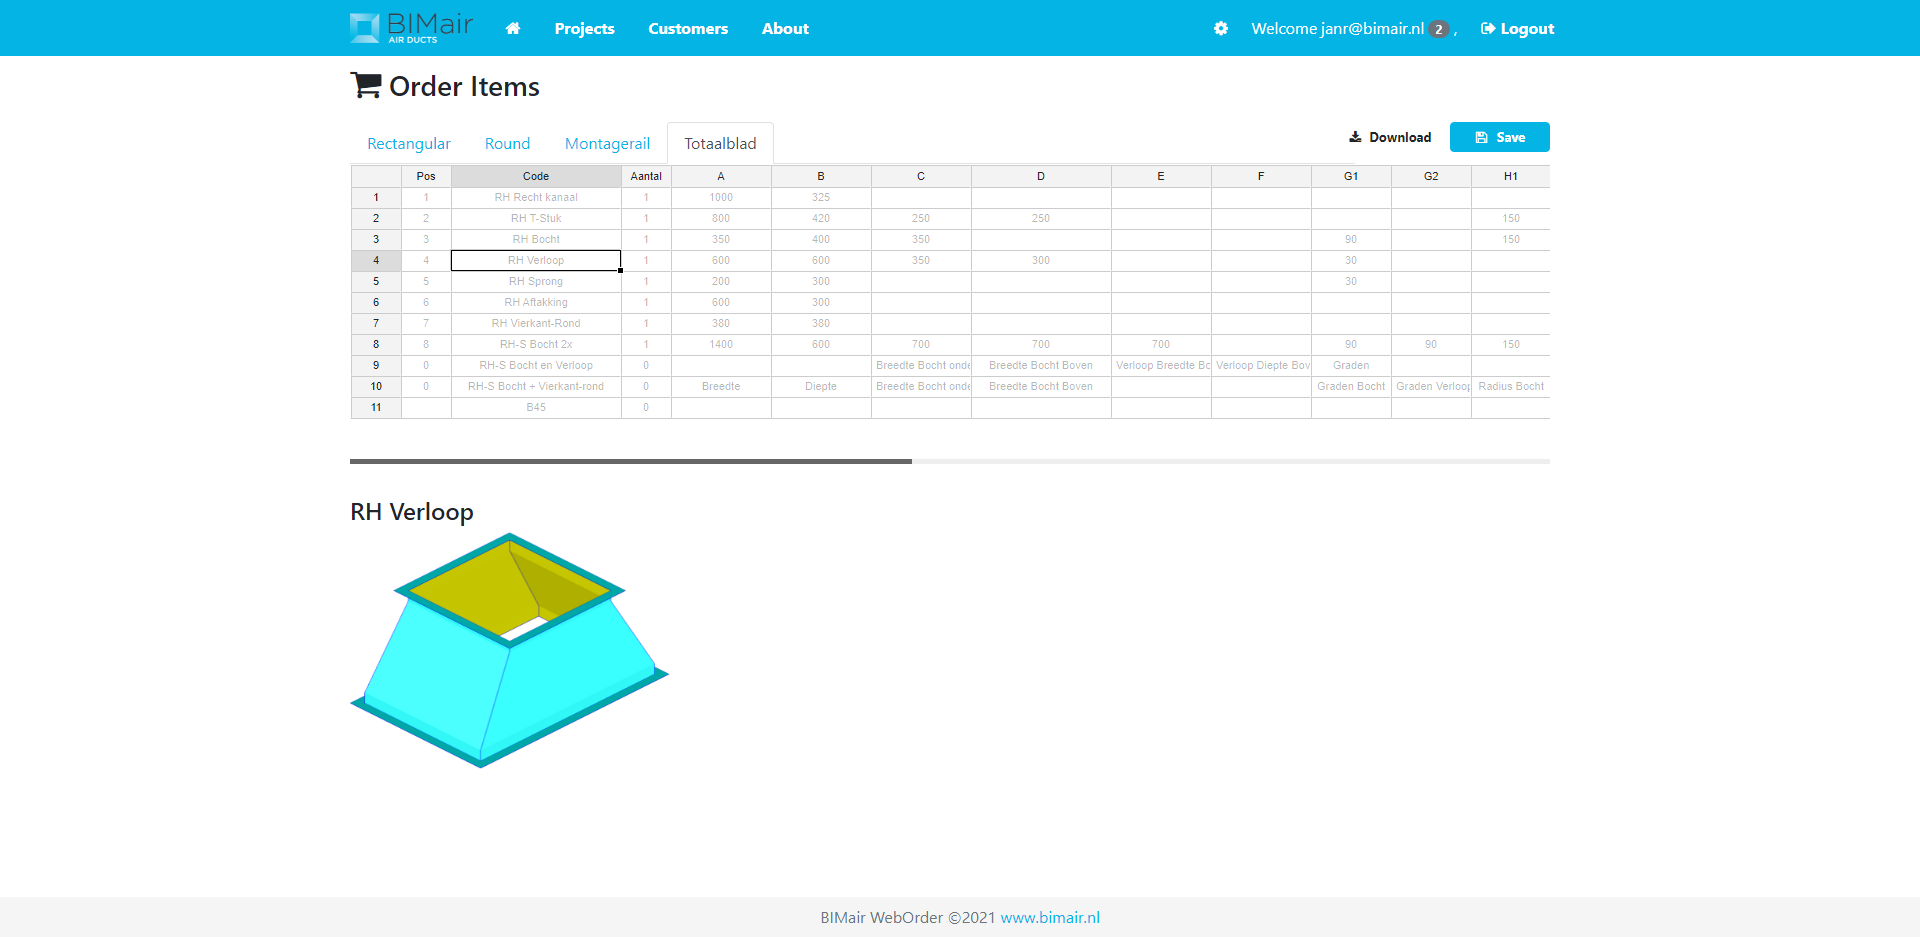 BIMair
AIR DUCTS
Projects
Customers
About
Welcome janr@bimair.nl 2 ,
Logout
Order Items
Rectangular
Round
Montagerail
Totaalblad
Download
Save
Pos Code Aantal A B C D E F G1 G2 H1
1 1 RH Recht kanaal 1 1000 325
2 2 RH T-Stuk 1 800 420 250 250 150
3 3 RH Bocht 1 350 400 350 90 150
4 4 RH Verloop 1 600 600 350 300 30
5 5 RH Sprong 1 200 300 30
6 6 RH Aftakking 1 600 300
7 7 RH Vierkant-Rond 1 380 380
8 8 RH-S Bocht 2x 1 1400 600 700 700 700 90 90 150
9 0 RH-S Bocht en Verloop 0 Breedte Bocht onde Breedte Bocht Boven Verloop Breedte Bo Verloop Diepte Bov Graden
10 0 RH-S Bocht + Vierkant-rond 0 Breedte Diepte Breedte Bocht onde Breedte Bocht Boven Graden Bocht Graden Verloop Radius Bocht
11 B45 0
RH Verloop
BIMair WebOrder ©2021 www.bimair.nl